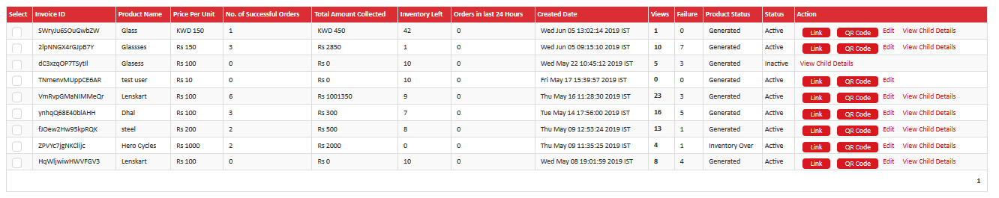 Select Invoice ID Product Name Price Per Unit No. of Successful Orders Total Amount Collected Inventory Left Orders in last 24 Hours Created Date Views Failure Product Status Status Action
SWryJu6SOuGwbZW Glass KWD 150 1 KWD 450 42 0 Wed Jun 05 13:02:14 2019 IST 1 0 Generated Active Link QR Code Edit View Child Details
2lpNNGX4rGJpB7Y Glassses Rs 150 3 Rs 2850 1 0 Wed Jun 05 09:15:10 2019 IST 10 7 Generated Active Link QR Code Edit View Child Details
dC3xzqOP7TSytIl Glasess Rs 100 0 Rs 0 10 0 Wed May 22 10:45:12 2019 IST 5 3 Generated Inactive View Child Details
TNmenvMUppCE6AR test user Rs 10 0 Rs 0 10 0 Fri May 17 15:39:57 2019 IST 0 0 Generated Active Link QR Code Edit
VmRvpGMaNIMMeQr Lenskart Rs 100 6 Rs 1001350 9 0 Thu May 16 11:28:30 2019 IST 23 3 Generated Active Link QR Code Edit View Child Details
ynhqQ68E40blAHH Dhal Rs 100 3 Rs 300 7 0 Tue May 14 17:56:00 2019 IST 16 5 Generated Active Link QR Code Edit View Child Details
fJOew2Hw95kpRQK steel Rs 200 2 Rs 500 8 0 Thu May 09 12:53:24 2019 IST 13 1 Generated Active Link QR Code Edit View Child Details
ZPVYc7jgNKOlijc Hero Cycles Rs 1000 2 Rs 2000 0 0 Thu May 09 11:35:25 2019 IST 4 1 Inventory Over Active Link QR Code Edit View Child Details
HqWljwiwHWVFGV3 Lenskart Rs 100 0 Rs 0 10 0 Wed May 08 19:01:59 2019 IST 8 4 Generated Active Link QR Code Edit View Child Details
1